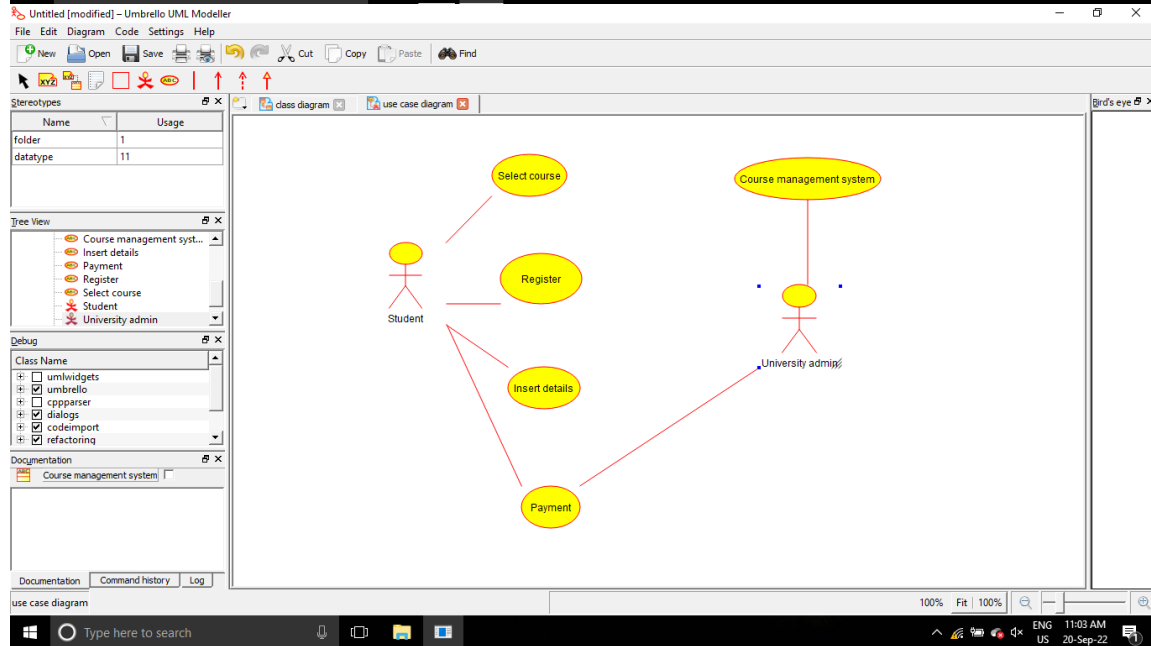 Untitled [modified] – Umbrello UML Modeller
File Edit Diagram Code Settings Help
New Open Save Cut Copy Paste Find
XYZ ABC
Stereotypes
class diagram use case diagram
Bird's eye
Name Usage
folder 1
datatype 11
Tree View
Course management syst...
Insert details
Payment
Register
Select course
Student
University admin
Debug
Class Name
umlwidgets
umbrello
cppparser
dialogs
codeimport
refactoring
Documentation
ABC Course management system
Documentation Command history Log
Select course
Course management system
Register
Student
University admin
Insert details
Payment
use case diagram
100% Fit 100%
Type here to search
ENG 11:03 AM
US 20-Sep-22
1